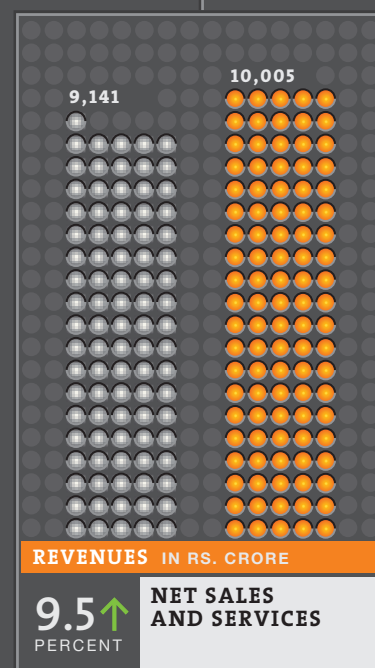 10,005
9,141
REVENUES IN RS. CRORE
9.5
PERCENT
NET SALES
AND SERVICES